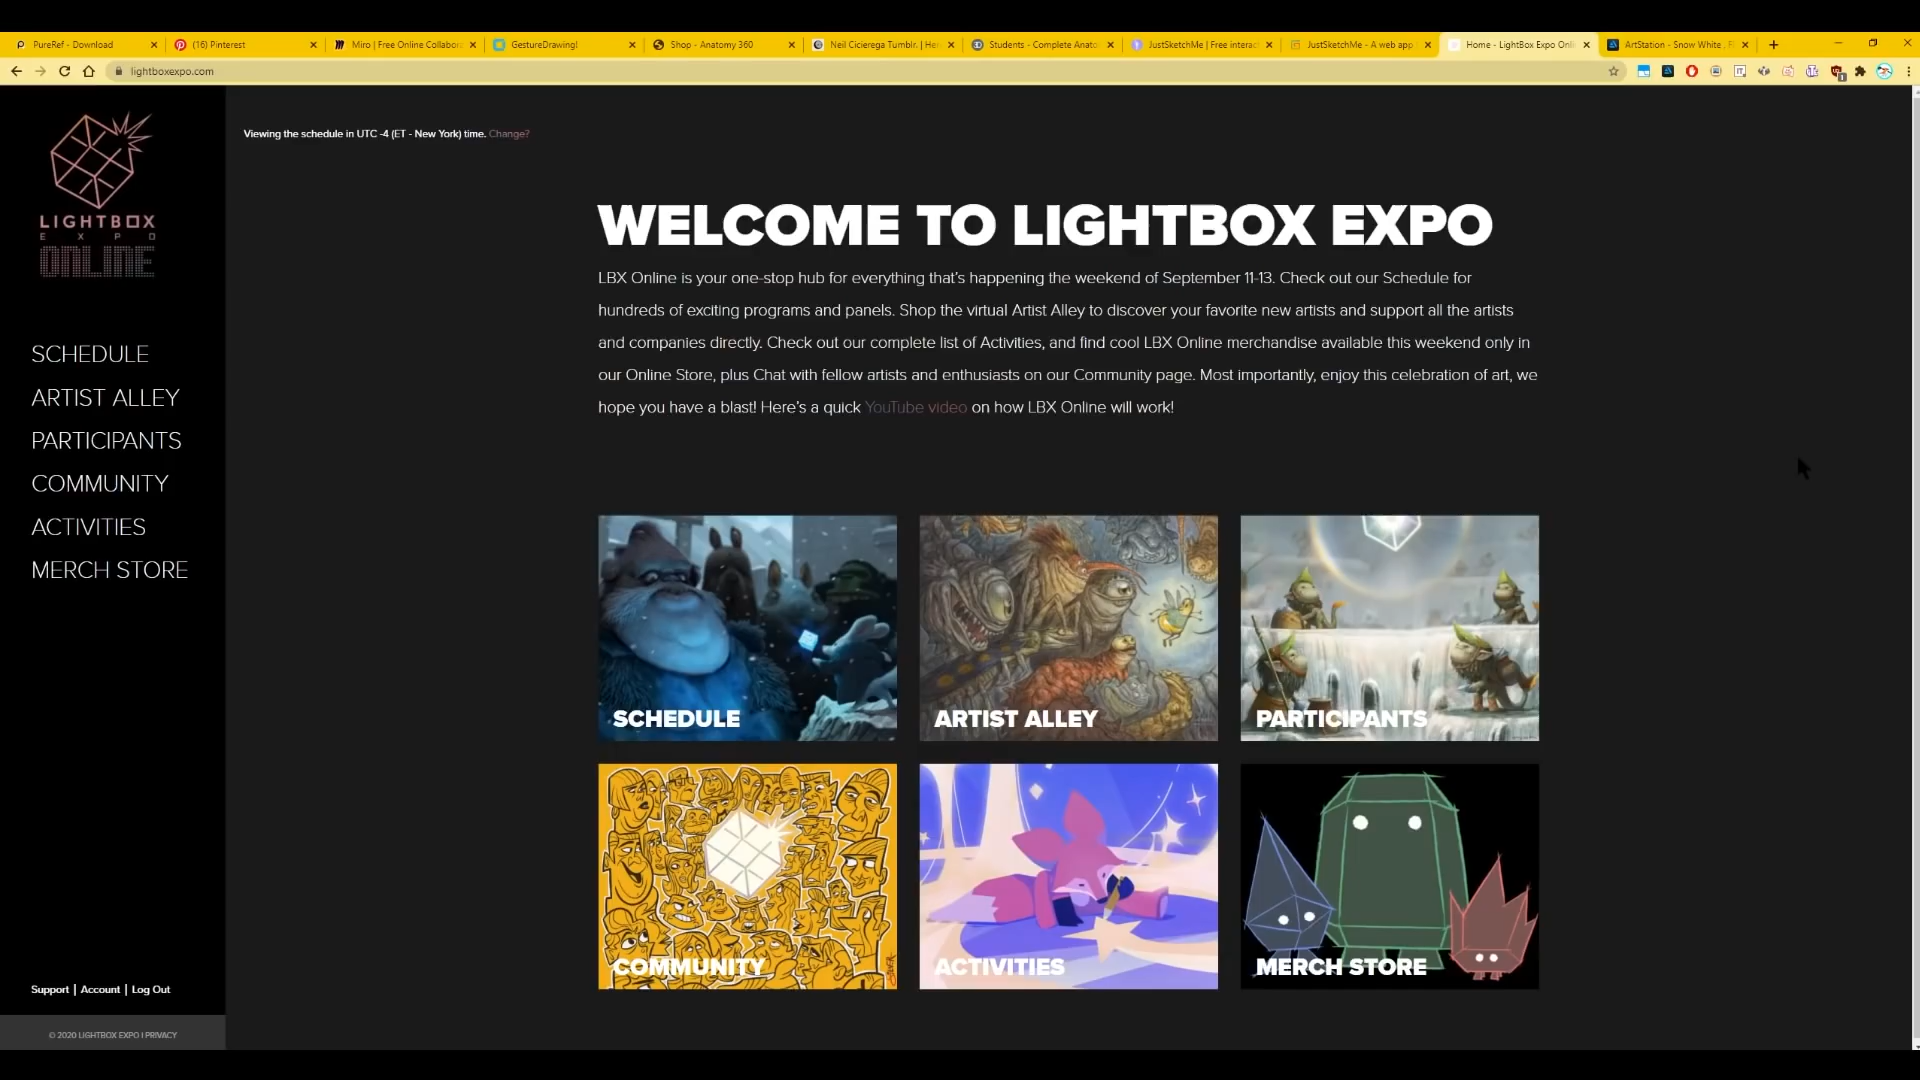 PureRef - Download
(16) Pinterest
Miro | Free Online Collabora
GestureDrawing!
Shop - Anatomy 360
Neil Cicierega Tumblr. | He
Students - Complete Anato
JustSketchMe | Free interac
JustSketchMe - A web app
Home - LightBox Expo Onli
ArtStation - Snow White ,
lightboxexpo.com
LIGHTBOX
EXPO
ONLINE
Viewing the schedule in UTC -4 (ET - New York) time. Change?
WELCOME TO LIGHTBOX EXPO
LBX Online is your one-stop hub for everything that's happening the weekend of September 11-13. Check out our Schedule for
hundreds of exciting programs and panels. Shop the virtual Artist Alley to discover your favorite new artists and support all the artists
and companies directly. Check out our complete list of Activities, and find cool LBX Online merchandise available this weekend only in
our Online Store, plus Chat with fellow artists and enthusiasts on our Community page. Most importantly, enjoy this celebration of art, we
hope you have a blast! Here's a quick YouTube video on how LBX Online will work!
SCHEDULE
ARTIST ALLEY
PARTICIPANTS
COMMUNITY
ACTIVITIES
MERCH STORE
SCHEDULE
ARTIST ALLEY
PARTICIPANTS
COMMUNITY
ACTIVITIES
MERCH STORE
Support | Account | Log Out
© 2020 LIGHTBOX EXPO | PRIVACY